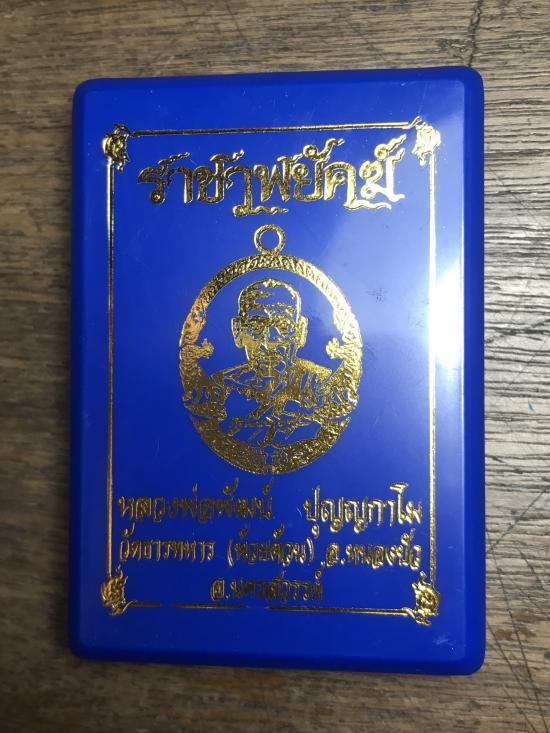 ราชาพยัคฆ์
หลวงพ่อพัฒน์ ปุญญกาโม
วัดธารทหาร (ห้วยด้วน) อ.หนองบัว
จ.นครสวรรค์